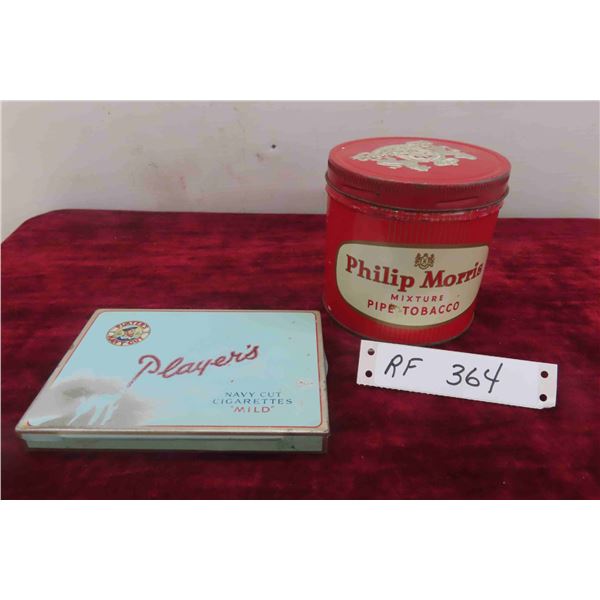 Philip Morris
MIXTURE
PIPE-TOBACCO
Player's
NAVY CUT
CIGARETTES
"MILD"
RF 364